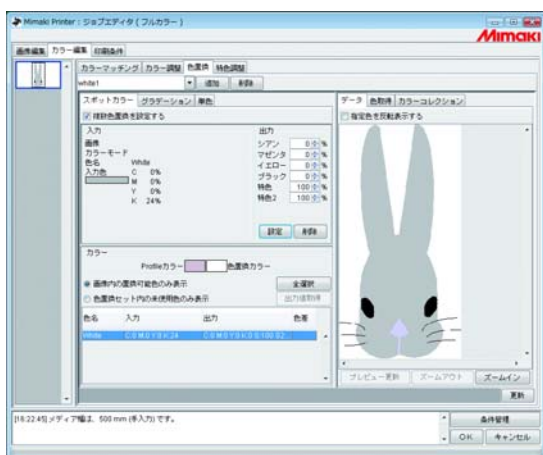 Mimaki Printer : ジョブエディタ ( フルカラー )
Mimaki
画像編集 カラー編集 印刷条件
カラーマッチング カラー調整 色置換 特色調整
white1 追加 削除
スポットカラー グラデーション 単色
複数色置換を設定する
入力
画像
カラーモード
色名 White
入力色 C 0%
M 0%
Y 0%
K 24%
出力
シアン 0 %
マゼンタ 0 %
イエロー 0 %
ブラック 0 %
特色 100 %
特色2 100 %
設定 削除
カラー
Profileカラー 色置換カラー
画像内の置換可能色のみ表示 全選択
色置換セット内の未使用色のみ表示 出力値取得
色名 入力 出力 色差
White C:0 M:0 Y:0 K:24
データ 色取得 カラーコレクション
指定色を反転表示する
プレビュー更新 ズームアウト ズームイン
更新
[18:22:45] メディア幅は、500 mm (手入力) です。
条件管理
OK キャンセル